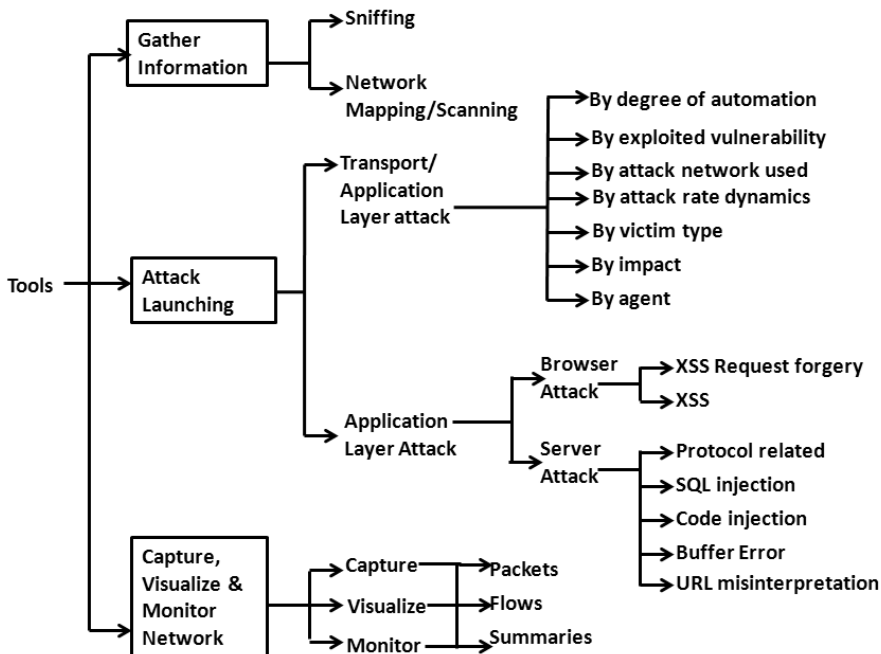 Tools
Gather
Information
Sniffing
Network
Mapping/Scanning
Attack
Launching
Transport/
Application
Layer attack
By degree of automation
By exploited vulnerability
By attack network used
By attack rate dynamics
By victim type
By impact
By agent
Application
Layer Attack
Browser
Attack
XSS Request forgery
XSS
Server
Attack
Protocol related
SQL injection
Code injection
Buffer Error
URL misinterpretation
Capture,
Visualize &
Monitor
Network
Capture
Visualize
Monitor
Packets
Flows
Summaries